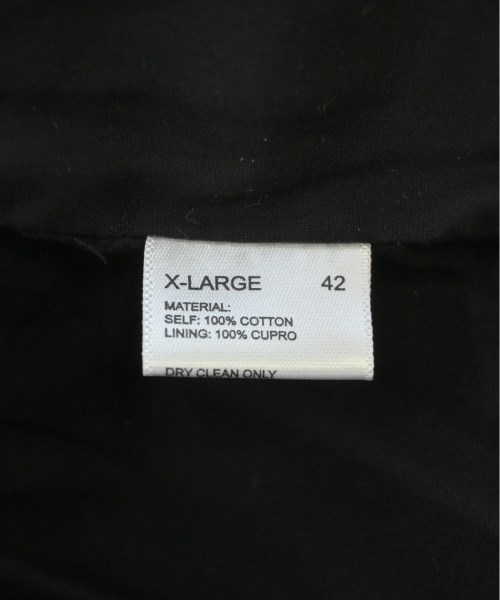 X-LARGE 42
MATERIAL:
SELF: 100% COTTON
LINING: 100% CUPRO
DRY CLEAN ONLY